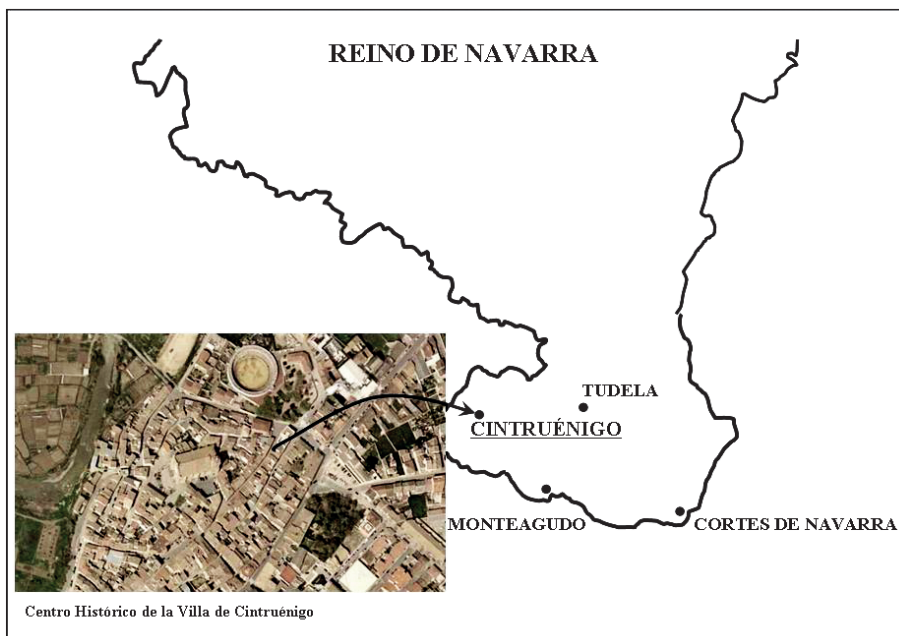 REINO DE NAVARRA
TUDELA
CINTRUÉNIGO
MONTEAGUDO
CORTES DE NAVARRA
Centro Histórico de la Villa de Cintruénigo